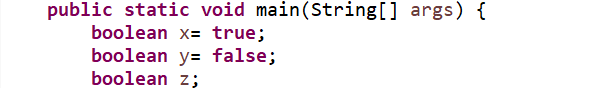 public static void main(String[] args) {
boolean x= true;
boolean y= false;
boolean z;